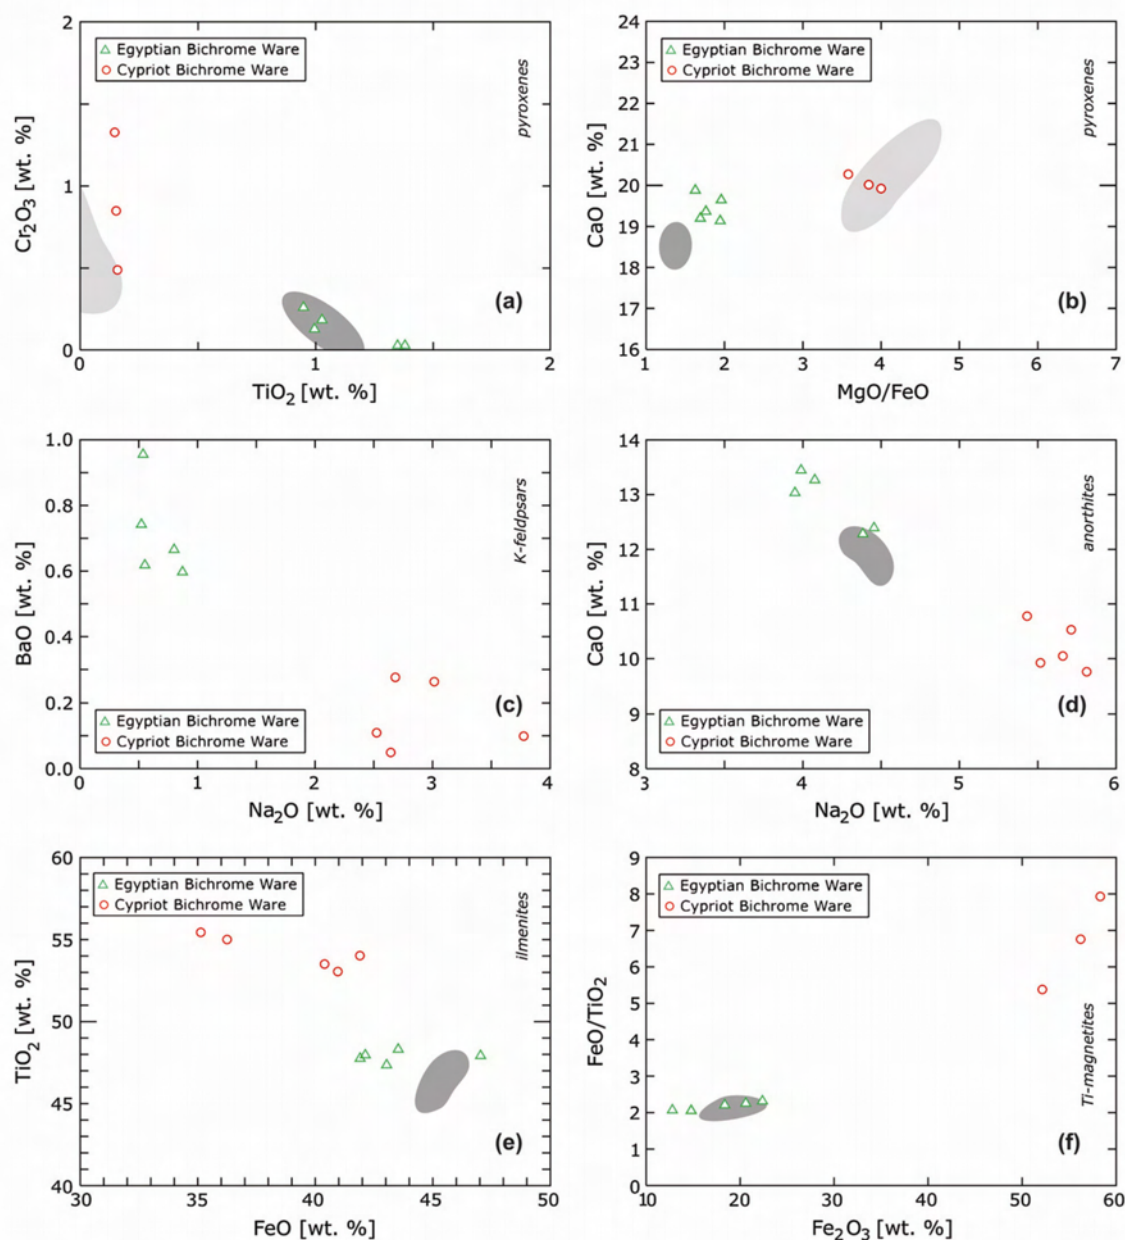 2
Egyptian Bichrome Ware
Cypriot Bichrome Ware
pyroxenes
Cr₂O₃ [wt. %]
1
(a)
0
0 1 2
TiO₂ [wt. %]
24
Egyptian Bichrome Ware
23
Cypriot Bichrome Ware
pyroxenes
22
21
CaO [wt. %]
20
19
18
(b)
17
16
1 2 3 4 5 6 7
MgO/FeO
1.0
0.8
K-feldpsars
BaO [wt. %]
0.6
0.4
0.2
(c)
Egyptian Bichrome Ware
Cypriot Bichrome Ware
0.0
0 1 2 3 4
Na₂O [wt. %]
14
13
anorthites
12
CaO [wt. %]
11
10
(d)
9
Egyptian Bichrome Ware
Cypriot Bichrome Ware
8
3 4 5 6
Na₂O [wt. %]
60
Egyptian Bichrome Ware
Cypriot Bichrome Ware
ilmenites
55
TiO₂ [wt. %]
50
45
(e)
40
30 35 40 45 50
FeO [wt. %]
9
Egyptian Bichrome Ware
8
Cypriot Bichrome Ware
7
6
FeO/TiO₂
5
4
Ti-magnetites
3
2
(f)
1
0
10 20 30 40 50 60
Fe₂O₃ [wt. %]